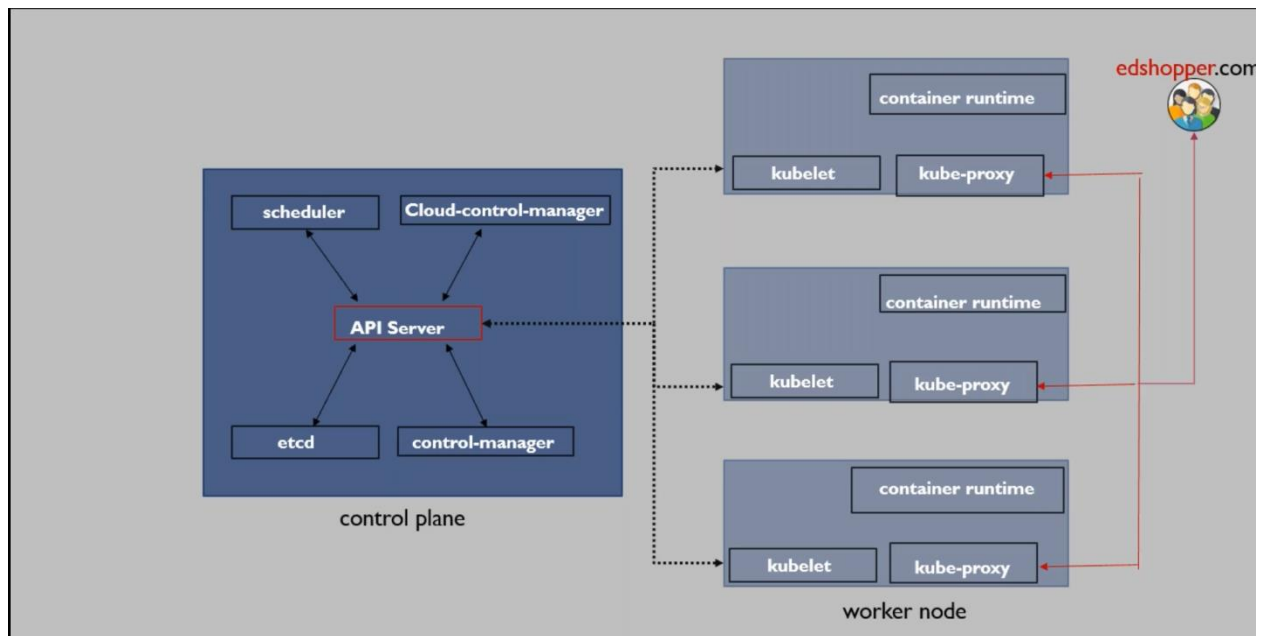 edshopper.com
container runtime
kubelet
kube-proxy
scheduler
Cloud-control-manager
API Server
etcd
control-manager
control plane
container runtime
kubelet
kube-proxy
container runtime
kubelet
kube-proxy
worker node